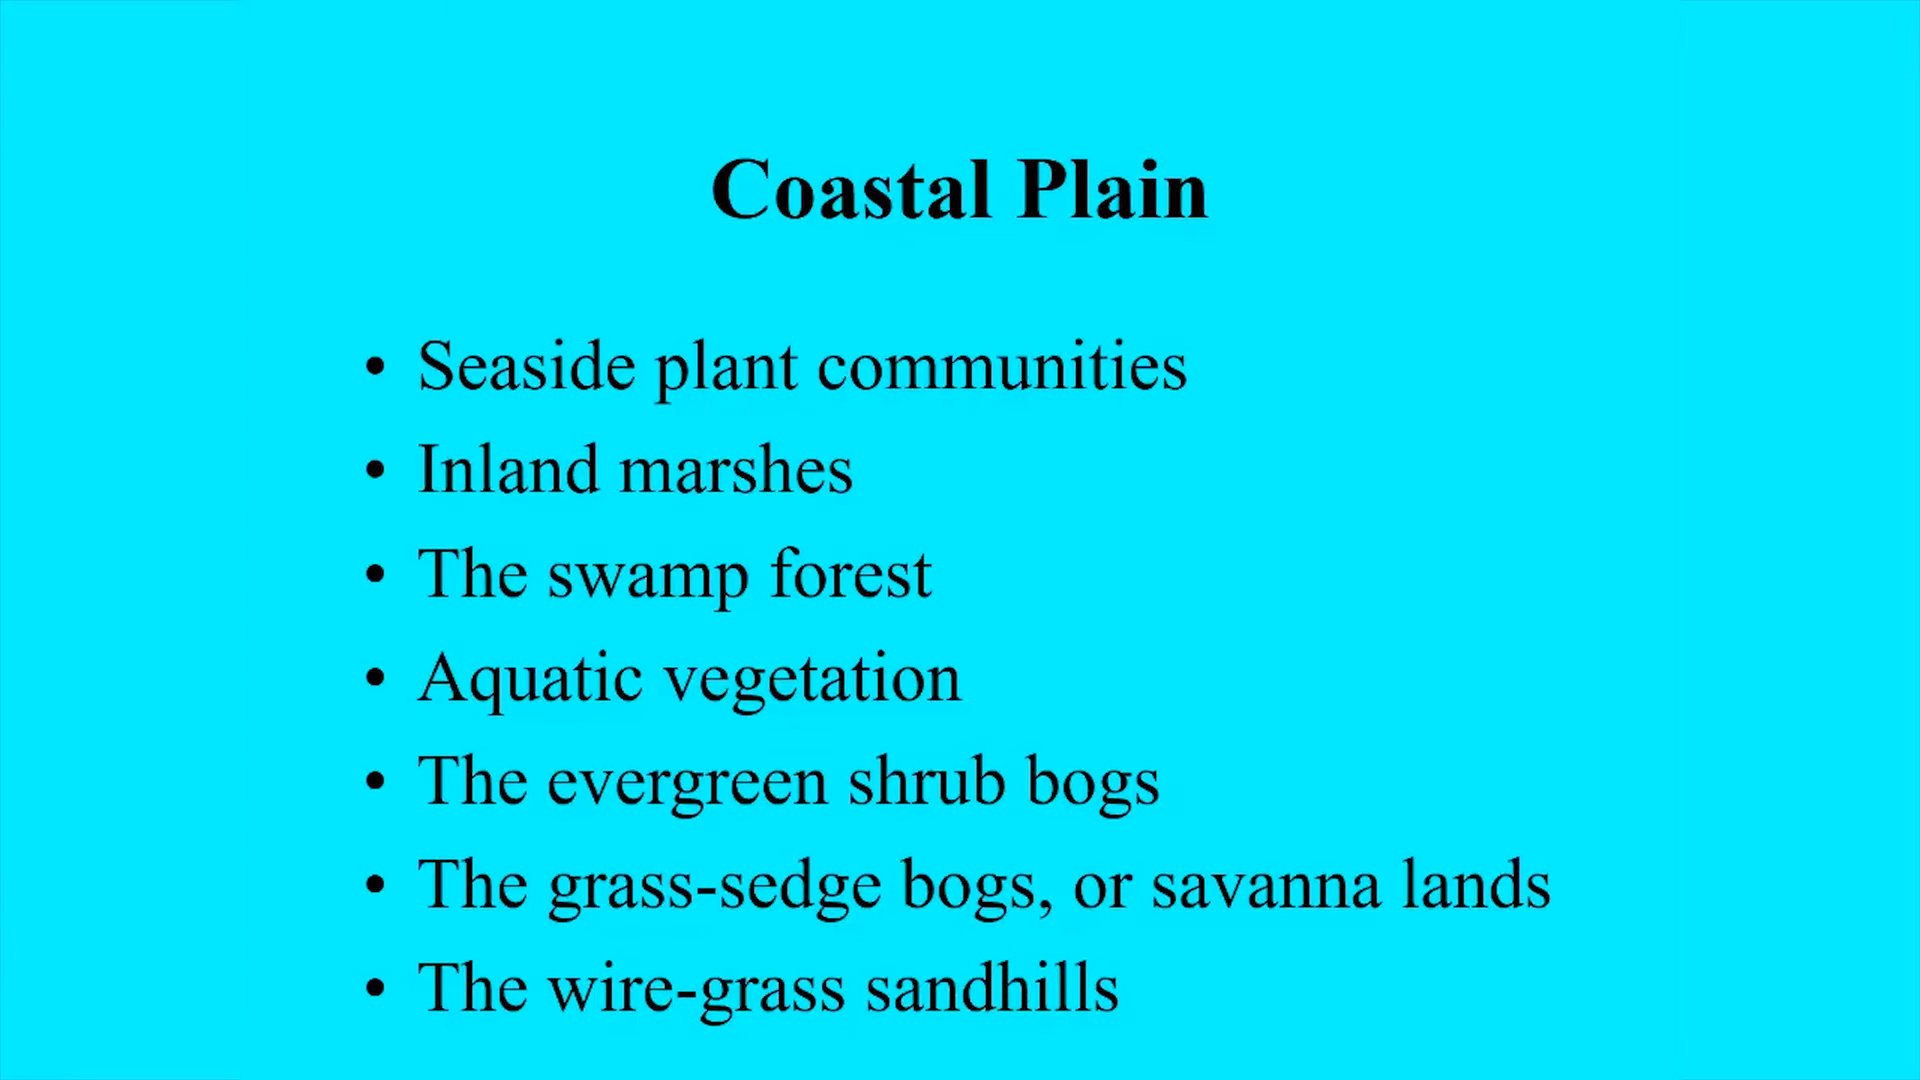 Coastal Plain
• Seaside plant communities
• Inland marshes
• The swamp forest
• Aquatic vegetation
• The evergreen shrub bogs
• The grass-sedge bogs, or savanna lands
• The wire-grass sandhills